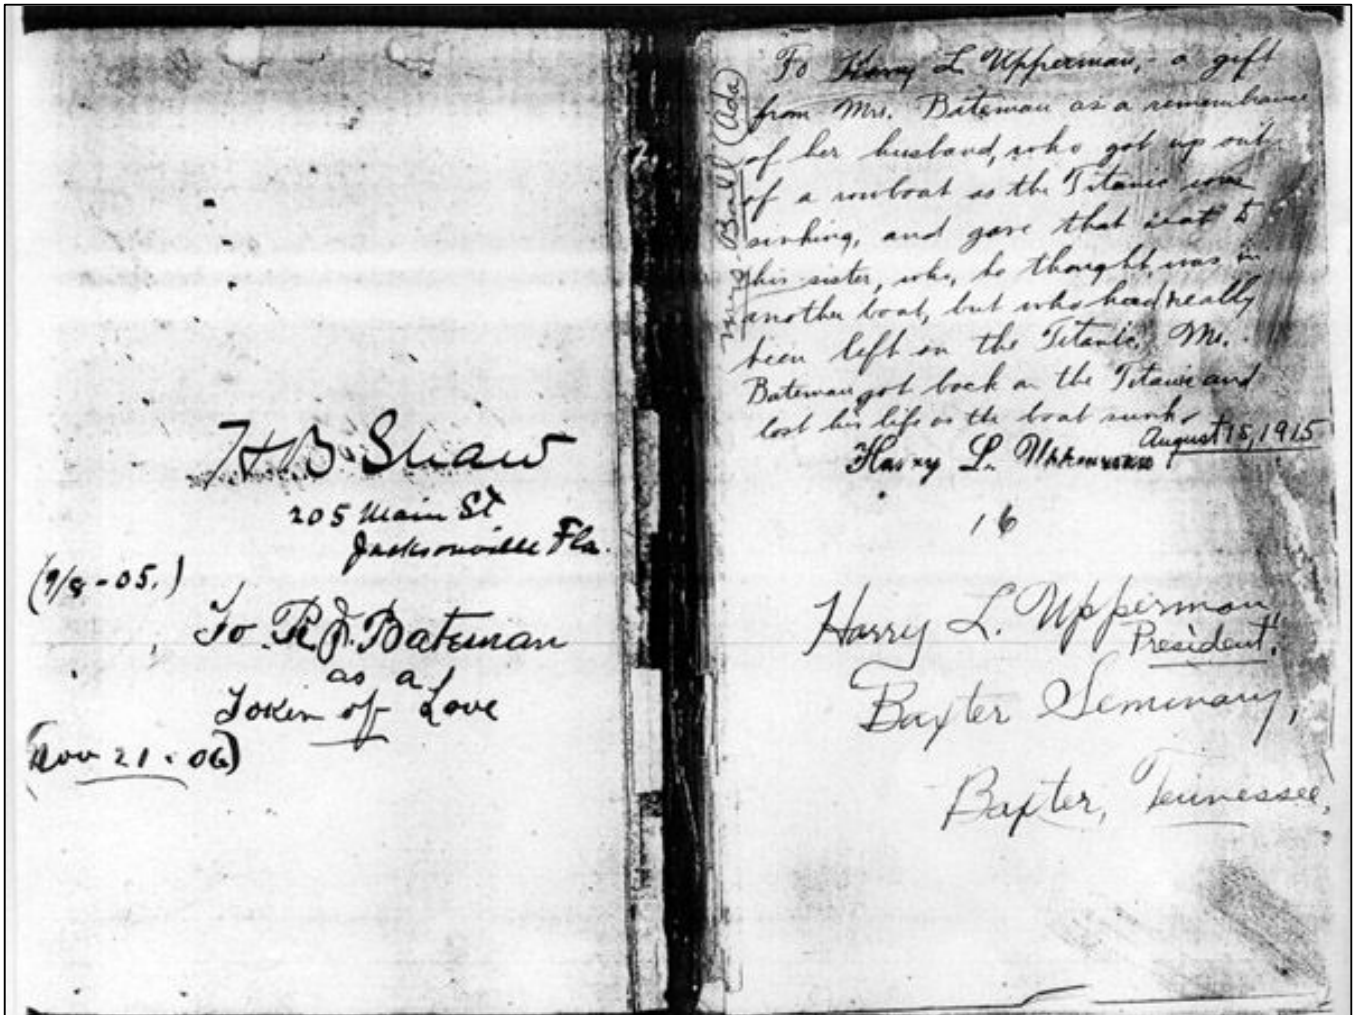 H B. Shaw
205 Main St
Jacksonville Fla.
(9/8-05.)
To R. J. Bateman
as a
Token of Love
(Nov 21 - 06)
To Harry L. Upperman, - a gift
from Mrs. Bateman as a remembrance
of her husband, who got up out
of a rowboat as the Titanic was
sinking, and gave that seat to
his sister, who, he thought, was in
another boat, but who had really
been left on the Titanic. Mr.
Bateman got back on the Titanic and
lost his life as the boat sunk.
August 15, 1915
Harry L. Upperman
Ball (Ada)
16
Harry L. Upperman,
President.
Baxter Seminary,
Baxter, Tennessee.